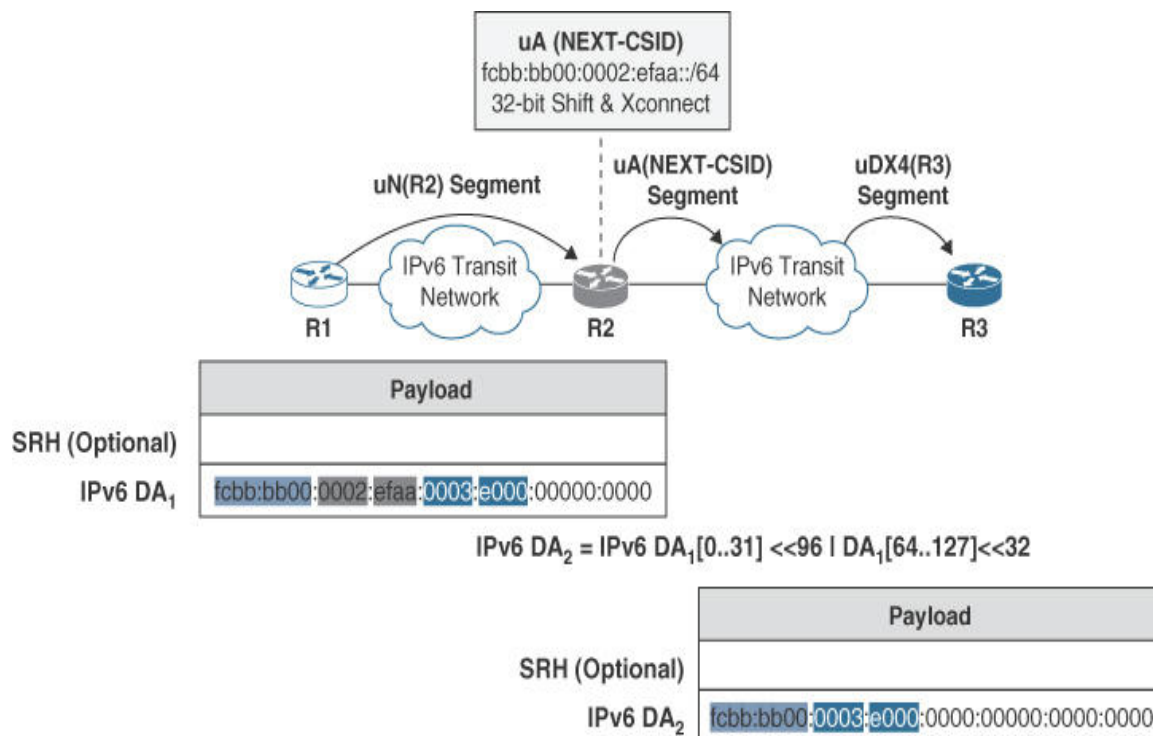 uA (NEXT-CSID)
fcbb:bb00:0002:efaa::/64
32-bit Shift & Xconnect
uN(R2) Segment
uA(NEXT-CSID)
Segment
uDX4(R3)
Segment
IPv6 Transit
Network
IPv6 Transit
Network
R1
R2
R3
Payload
SRH (Optional)
IPv6 DA1
fcbb:bb00:0002:efaa:0003:e000:00000:0000
IPv6 DA2 = IPv6 DA1[0..31] <<96 | DA1[64..127]<<32
Payload
SRH (Optional)
IPv6 DA2
fcbb:bb00:0003:e000:0000:00000:0000:0000